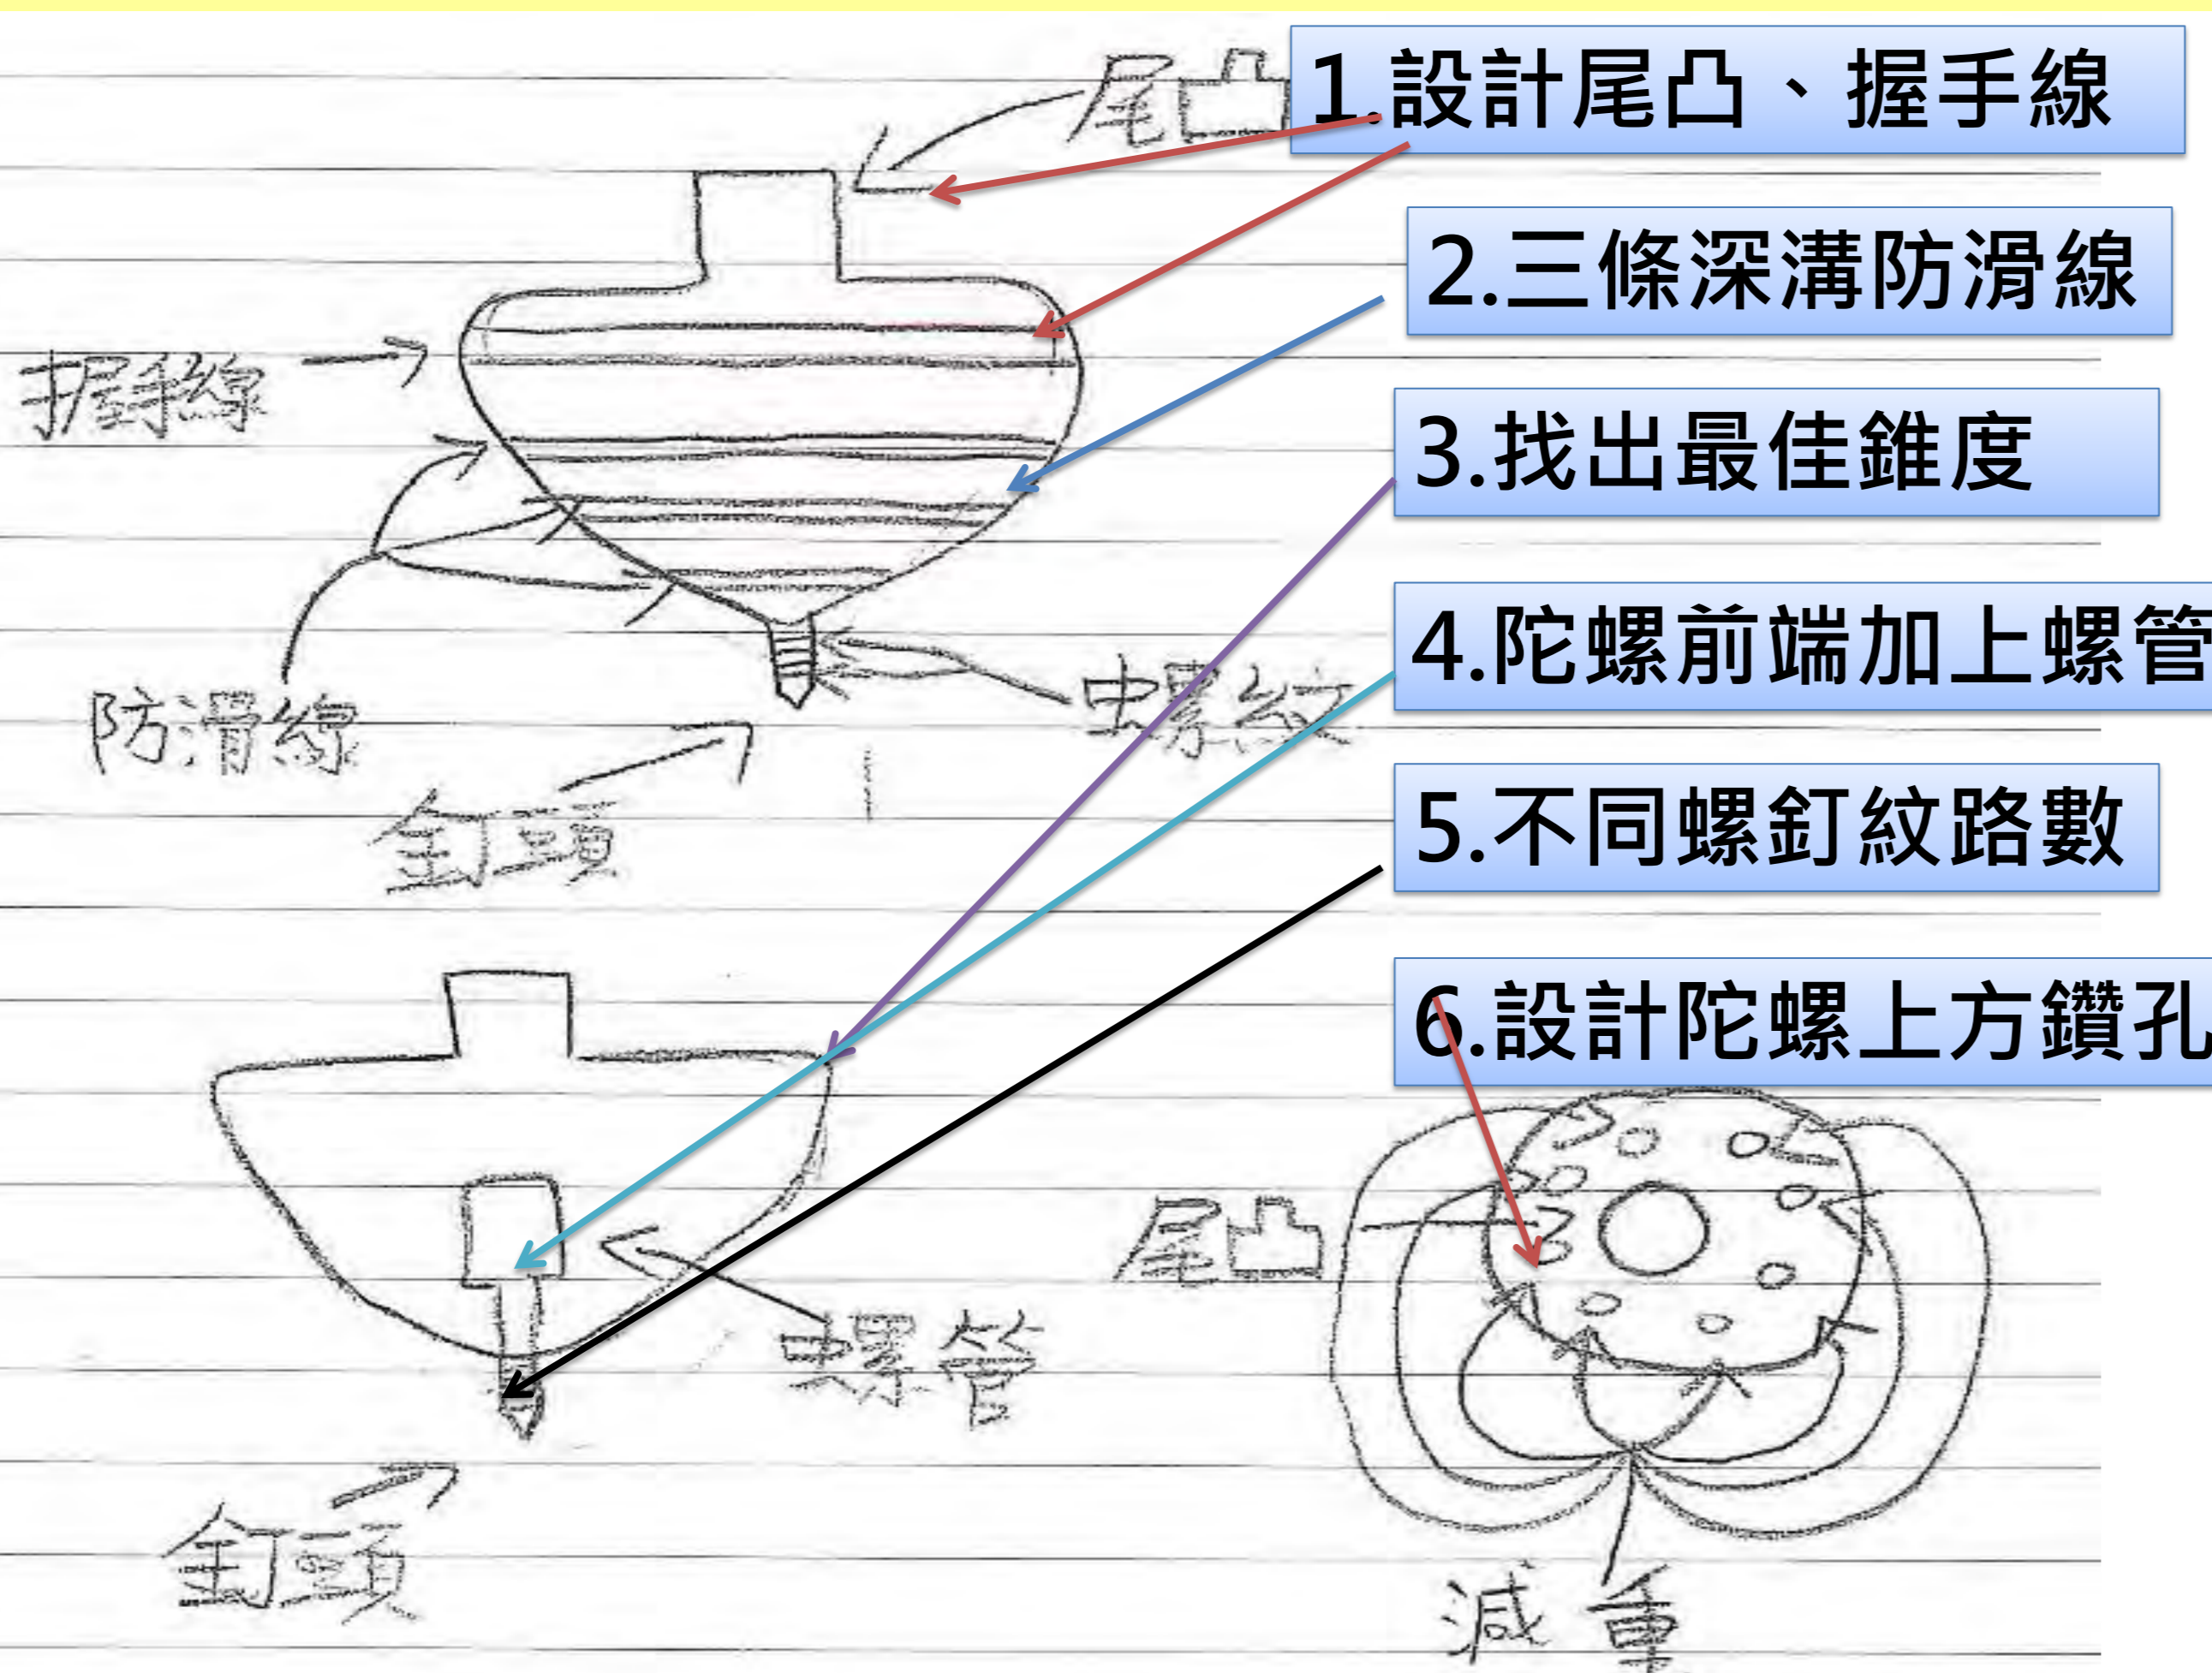 尾凸
1.設計尾凸、握手線
2.三條深溝防滑線
握手線
3.找出最佳錐度
4.陀螺前端加上螺管
螺紋
防滑線
釘頭
5.不同螺釘紋路數
6.設計陀螺上方鑽孔
尾凸
螺管
釘頭
減重